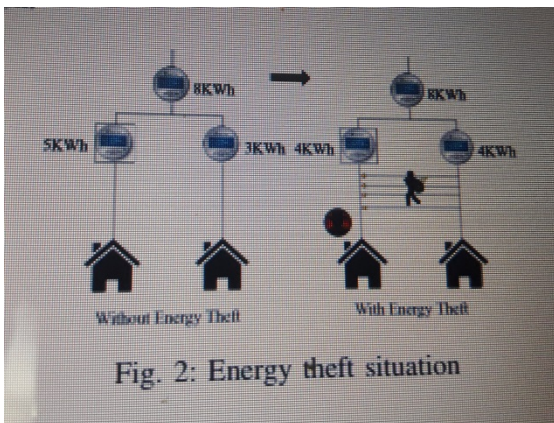 8KWh
8KWh
5KWh
3KWh
4KWh
4KWh
Without Energy Theft
With Energy Theft
Fig. 2: Energy theft situation